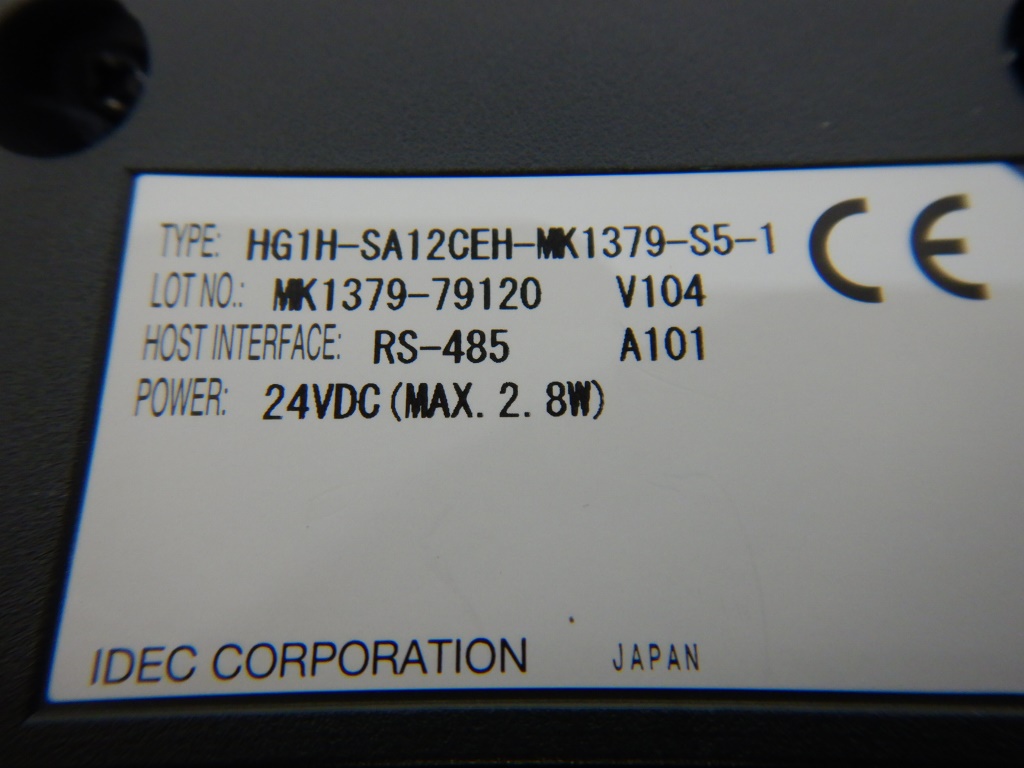 TYPE: HG1H-SA12CEH-MK1379-S5-1 CE
LOT NO.: MK1379-79120 V104
HOST INTERFACE: RS-485 A101
POWER: 24VDC(MAX. 2. 8W)
IDEC CORPORATION JAPAN